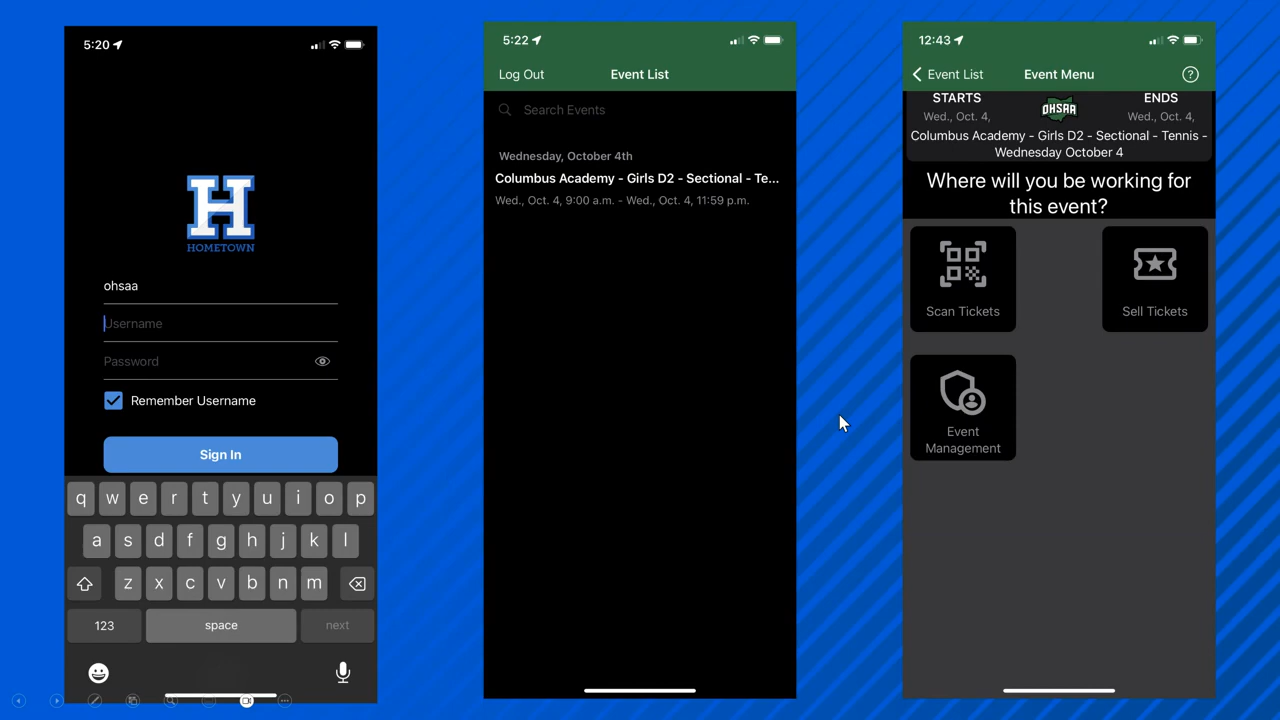 5:20
H
HOMETOWN
ohsaa
Username
Password
Remember Username
Sign In
q w e r t y u i o p
a s d f g h j k l
z x c v b n m
123 space next
5:22
Log Out Event List
Search Events
Wednesday, October 4th
Columbus Academy - Girls D2 - Sectional - Te...
Wed., Oct. 4, 9:00 a.m. - Wed., Oct. 4, 11:59 p.m.
12:43
Event List Event Menu ?
STARTS OHSAA ENDS
Wed., Oct. 4, Wed., Oct. 4,
Columbus Academy - Girls D2 - Sectional - Tennis -
Wednesday October 4
Where will you be working for
this event?
Scan Tickets Sell Tickets
Event
Management